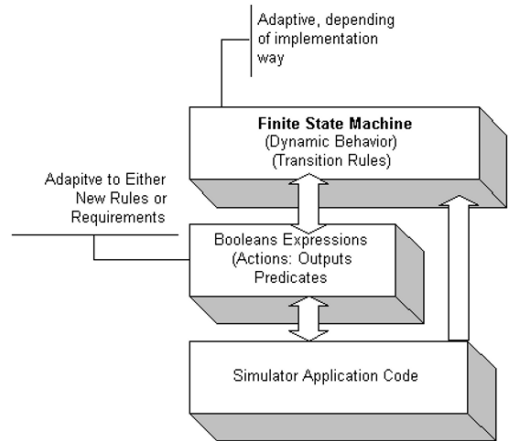 Adaptive, depending
of implementation
way
Finite State Machine
(Dynamic Behavior)
(Transition Rules)
Adapitve to Either
New Rules or
Requirements
Booleans Expressions
(Actions: Outputs
Predicates
Simulator Application Code